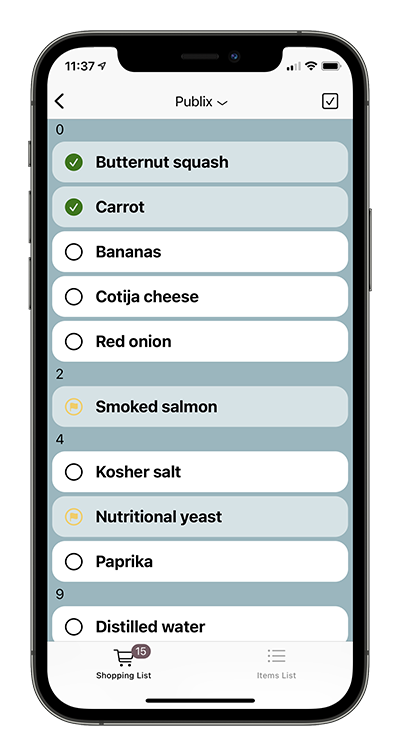 11:37
Publix
0
Butternut squash
Carrot
Bananas
Cotija cheese
Red onion
2
Smoked salmon
4
Kosher salt
Nutritional yeast
Paprika
9
Distilled water
15
Shopping List
Items List